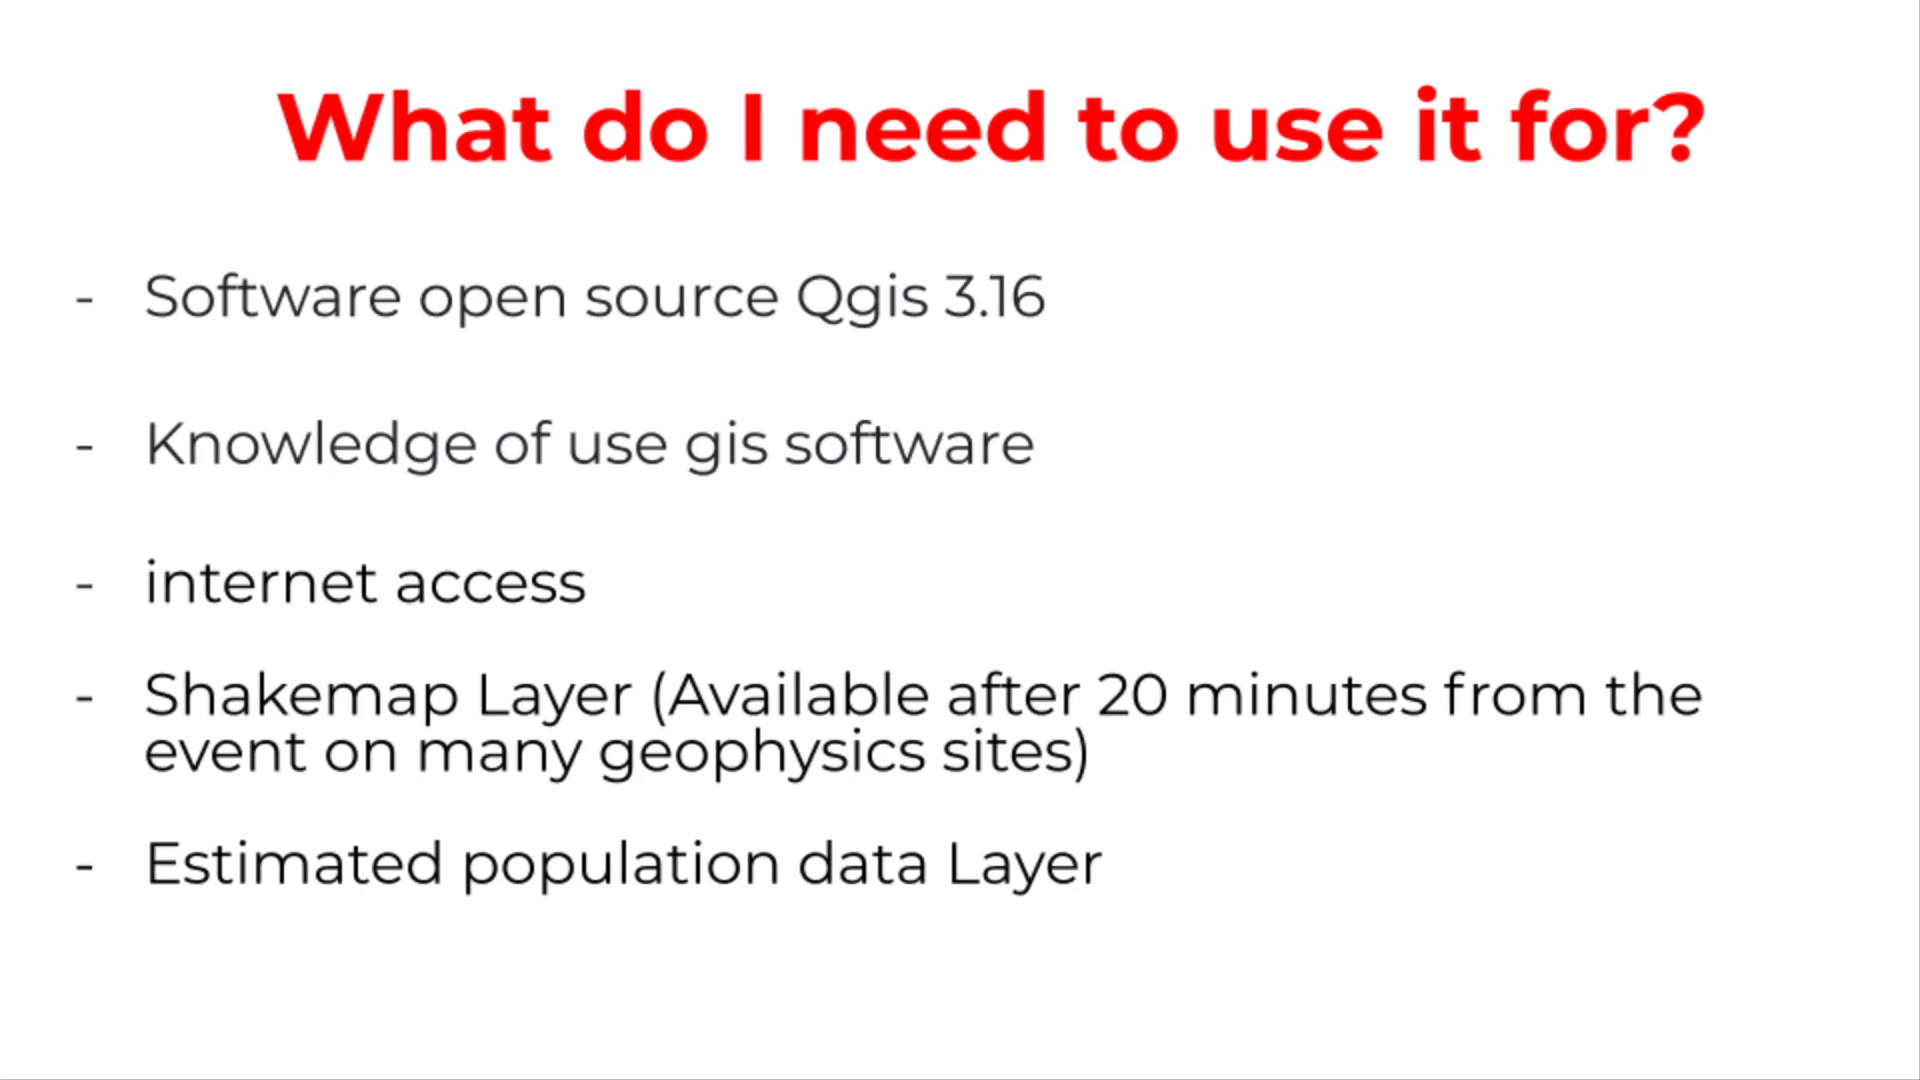 What do I need to use it for?
- Software open source Qgis 3.16
- Knowledge of use gis software
- internet access
- Shakemap Layer (Available after 20 minutes from the
event on many geophysics sites)
- Estimated population data Layer